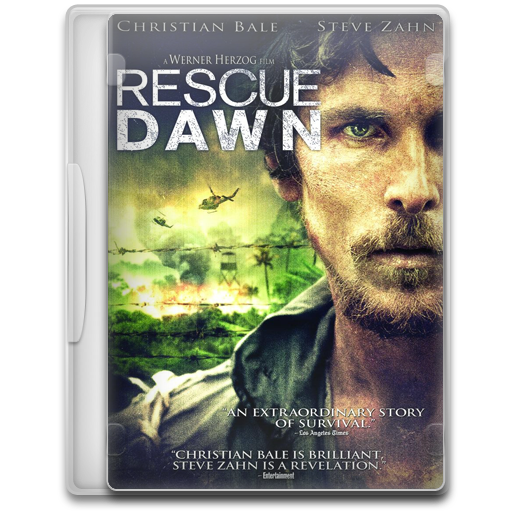 CHRISTIAN BALE STEVE ZAHN
A WERNER HERZOG FILM
RESCUE
DAWN
"AN EXTRAORDINARY STORY
OF SURVIVAL."
– Los Angeles Times
"CHRISTIAN BALE IS BRILLIANT,
STEVE ZAHN IS A REVELATION."
– Entertainment